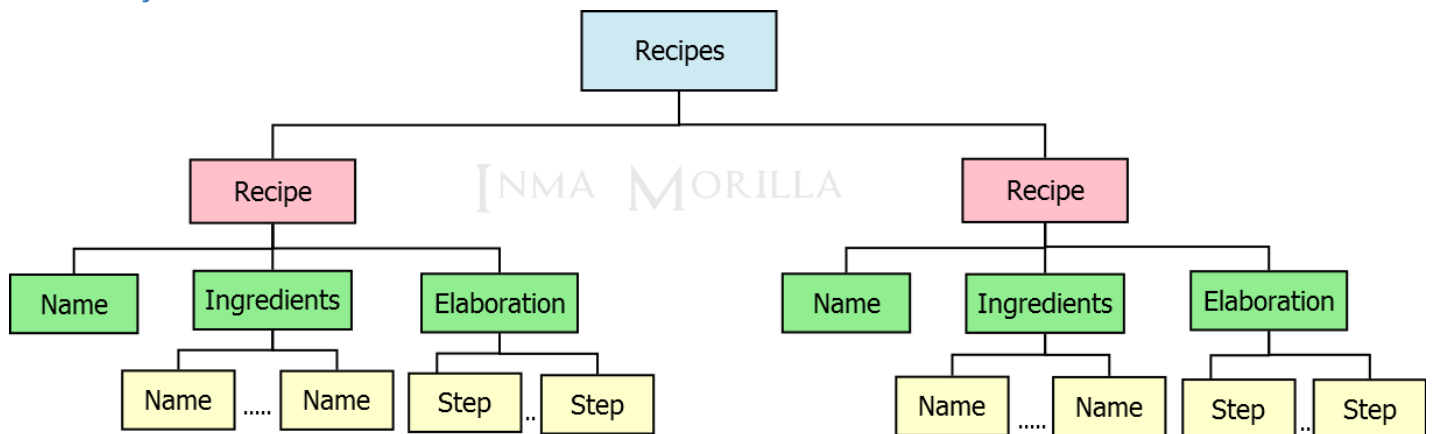 Recipes
INMA MORILLA
Recipe Recipe
Name Ingredients Elaboration Name Ingredients Elaboration
Name ..... Name Step .. Step Name ..... Name Step .. Step